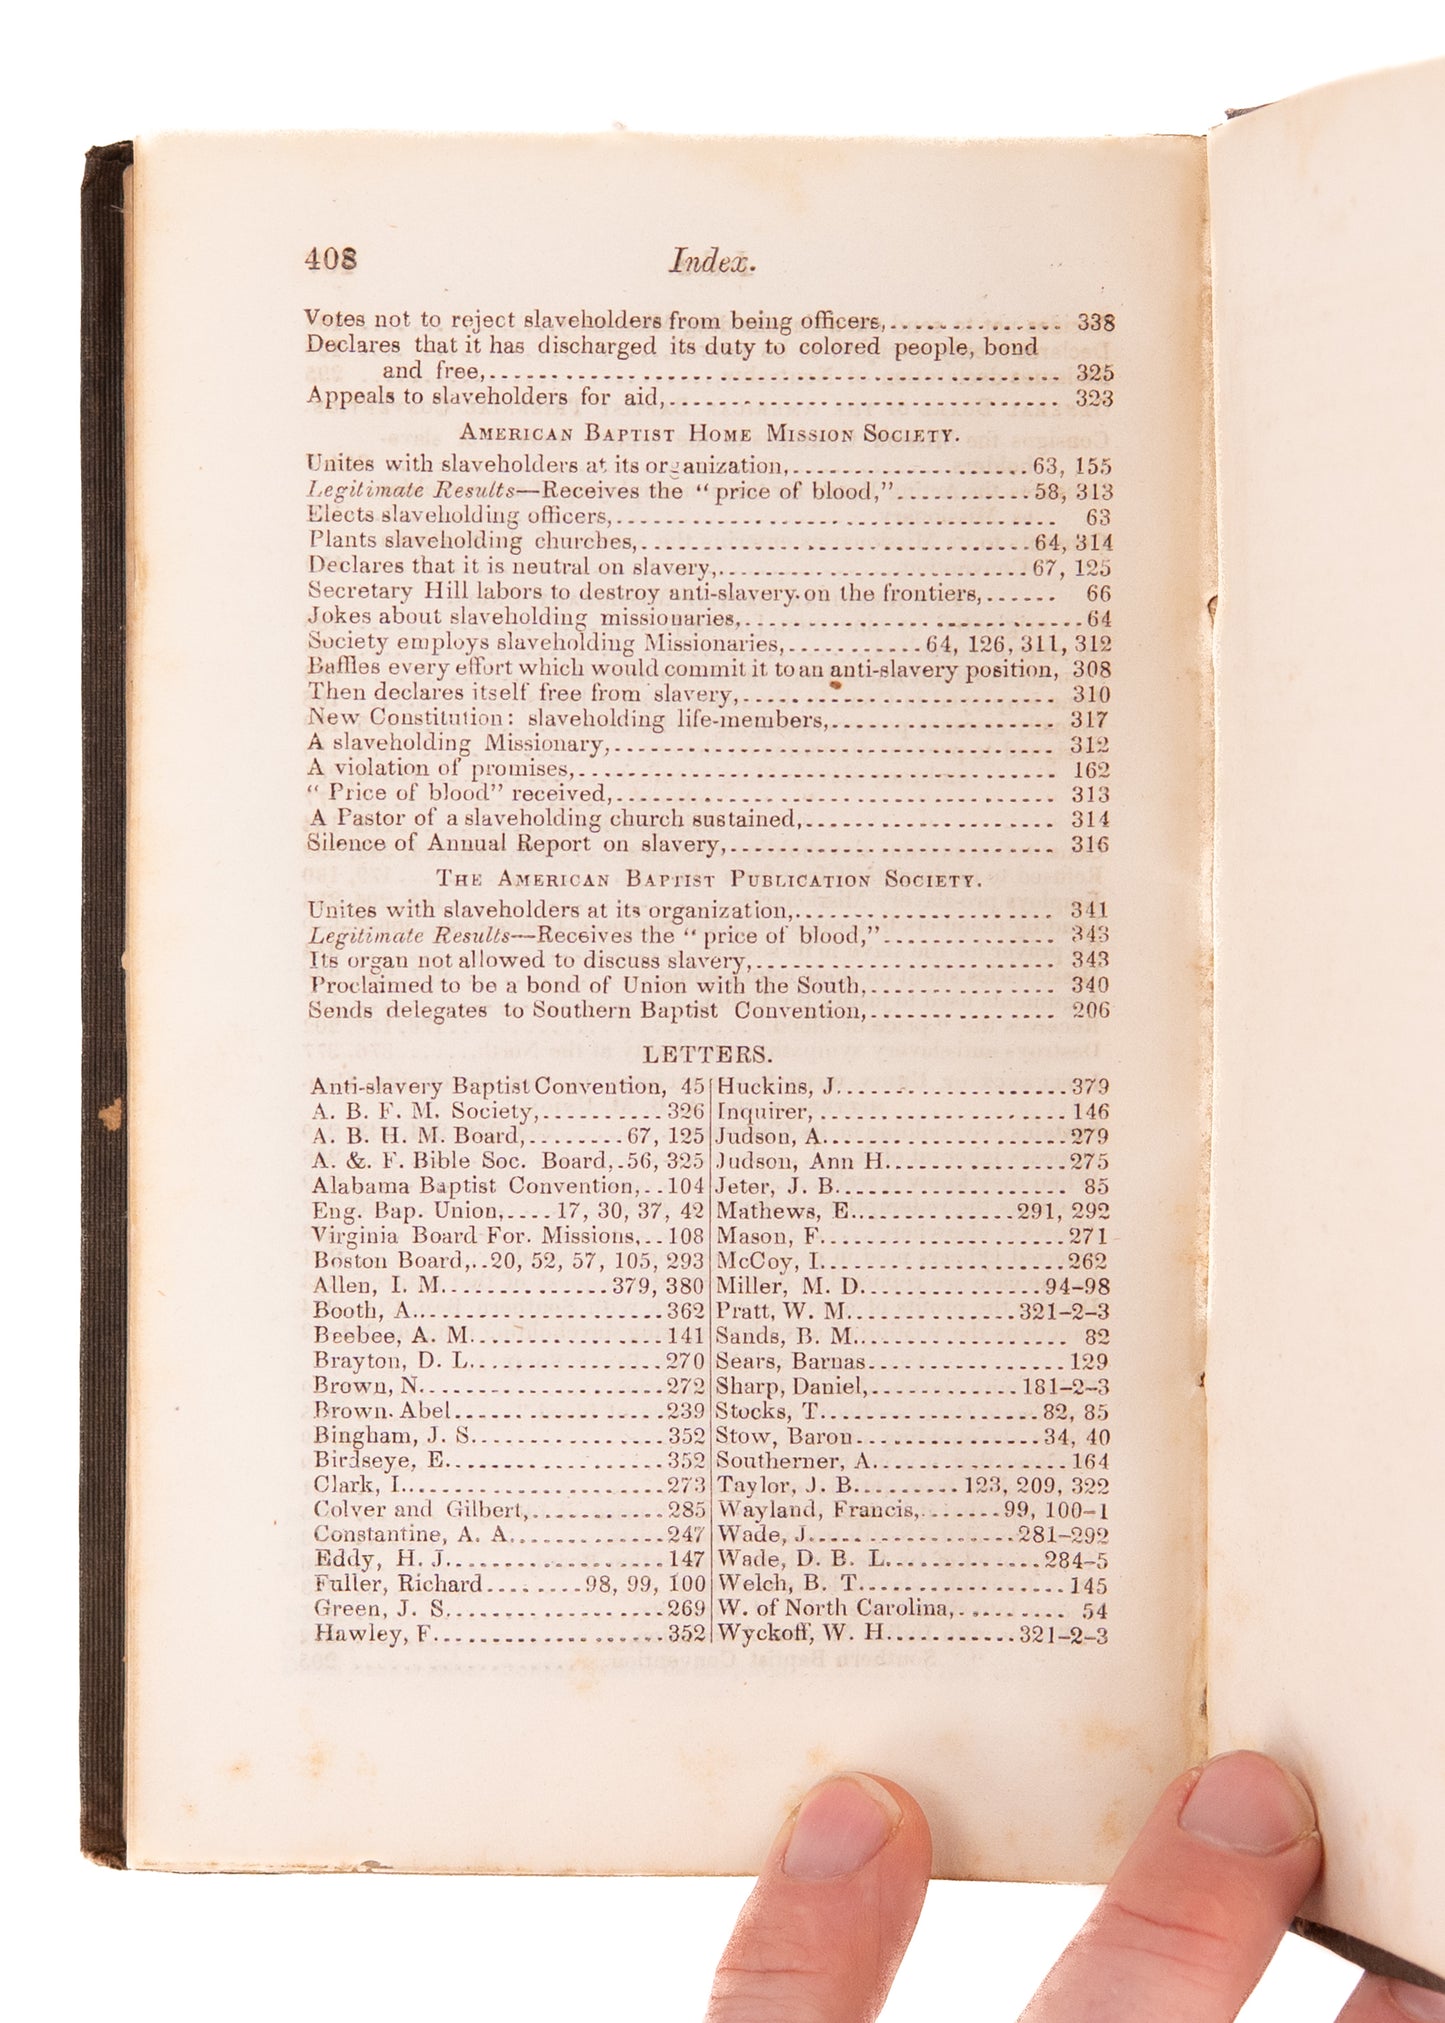 408 Index.
Votes not to reject slaveholders from being officers,.............. 338
Declares that it has discharged its duty to colored people, bond
and free,..................................... 325
Appeals to slaveholders for aid,.............................. 323
AMERICAN BAPTIST HOME MISSION SOCIETY.
Unites with slaveholders at its organization,...................63, 155
Legitimate Results—Receives the “price of blood,”...........58, 313
Elects slaveholding officers,................................... 63
Plants slaveholding churches,...............................64, 314
Declares that it is neutral on slavery,.........................67, 125
Secretary Hill labors to destroy anti-slavery on the frontiers,...... 66
Jokes about slaveholding missionaries,...........................64
Society employs slaveholding Missionaries,...........64, 126, 311, 312
Baffles every effort which would commit it to an anti-slavery position, 308
Then declares itself free from slavery,......................... 310
New Constitution: slaveholding life-members,.................. 317
A slaveholding Missionary,................................... 312
A violation of promises,...................................... 162
“ Price of blood” received,................................... 313
A Pastor of a slaveholding church sustained,.................... 314
Silence of Annual Report on slavery,.......................... 316
THE AMERICAN BAPTIST PUBLICATION SOCIETY.
Unites with slaveholders at its organization,..................... 341
Legitimate Results—Receives the “ price of blood,”.............. 343
Its organ not allowed to discuss slavery,........................ 343
Proclaimed to be a bond of Union with the South,............... 340
Sends delegates to Southern Baptist Convention,............... 206
LETTERS.
Anti-slavery Baptist Convention, 45
A. B. F. M. Society,..........326
A. B. H. M. Board,........67, 125
A. &. F. Bible Soc. Board,.56, 325
Alabama Baptist Convention,..104
Eng. Bap. Union,....17, 30, 37, 42
Virginia Board For. Missions,..108
Boston Board,..20, 52, 57, 105, 293
Allen, I. M..............379, 380
Booth, A....................362
Beebee, A. M................141
Brayton, D. L................270
Brown, N....................272
Brown. Abel.................239
Bingham, J. S................352
Birdseye, E..................352
Clark, I.....................273
Colver and Gilbert,...........285
Constantine, A. A.............247
Eddy, H. J...................147
Fuller, Richard........98, 99, 100
Green, J. S..................269
Hawley, F...................352
Huckins, J...................379
Inquirer,....................146
Judson, A....................279
Judson, Ann H...............275
Jeter, J. B................... 85
Mathews, E..............291, 292
Mason, F....................271
McCoy, I....................262
Miller, M. D...............94-98
Pratt, W. M..............321-2-3
Sands, B. M.................. 82
Sears, Barnas................129
Sharp, Daniel,............181-2-3
Stocks, T..................82, 85
Stow, Baron...............34, 40
Southerner, A................164
Taylor, J. B.........123, 209, 322
Wayland, Francis,.......99, 100-1
Wade, J.................281-292
Wade, D. B. L.............284-5
Welch, B. T.................145
W. of North Carolina,......... 54
Wyckoff, W. H...........321-2-3